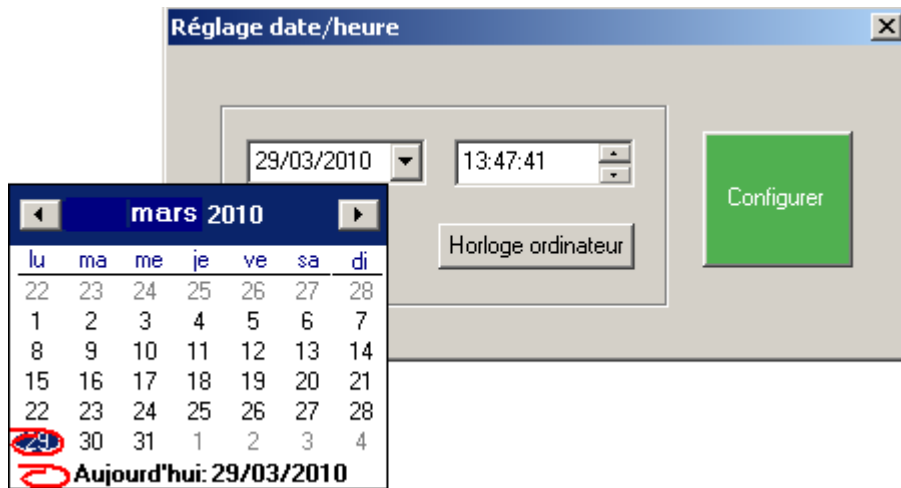 Réglage date/heure
29/03/2010 13:47:41
Configurer
Horloge ordinateur
mars 2010
lu ma me je ve sa di
22 23 24 25 26 27 28
1 2 3 4 5 6 7
8 9 10 11 12 13 14
15 16 17 18 19 20 21
22 23 24 25 26 27 28
29 30 31 1 2 3 4
Aujourd'hui: 29/03/2010